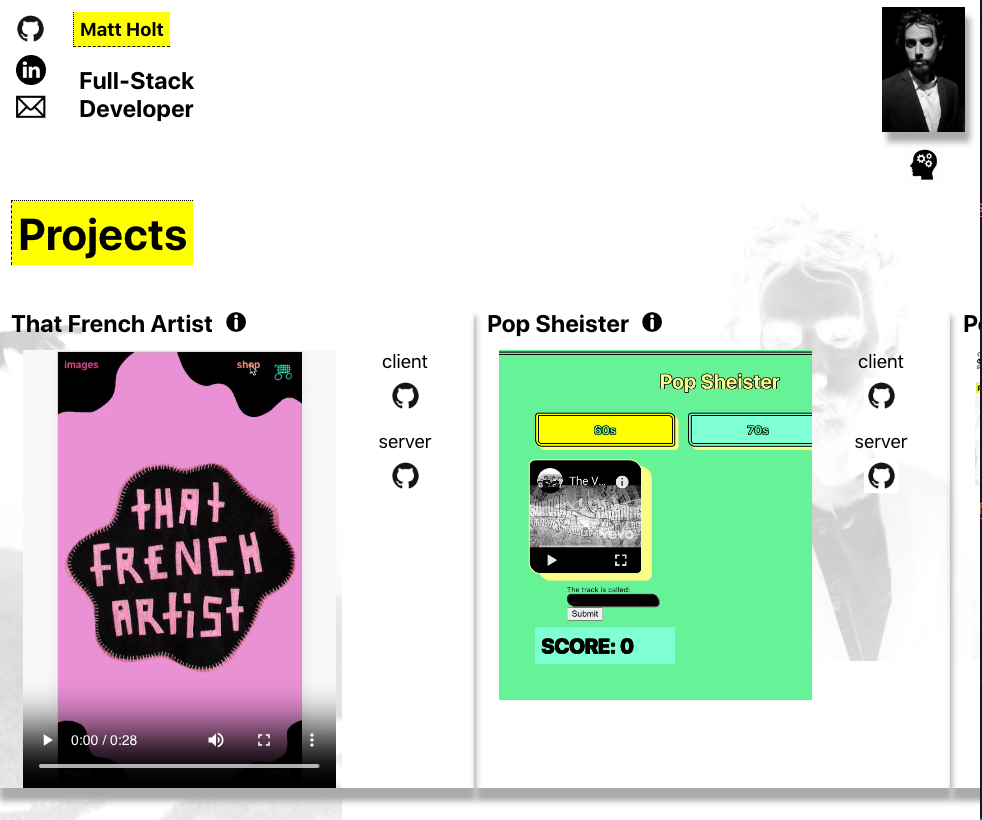 Matt Holt
in
Full-Stack
Developer
Projects
That French Artist i
Pop Sheister i
images
shop
THAT
FRENCH
ARTIST
0:00 / 0:28
client
server
Pop Sheister
60s
70s
The V...
vevo
The track is called:
Submit
SCORE: 0
client
server